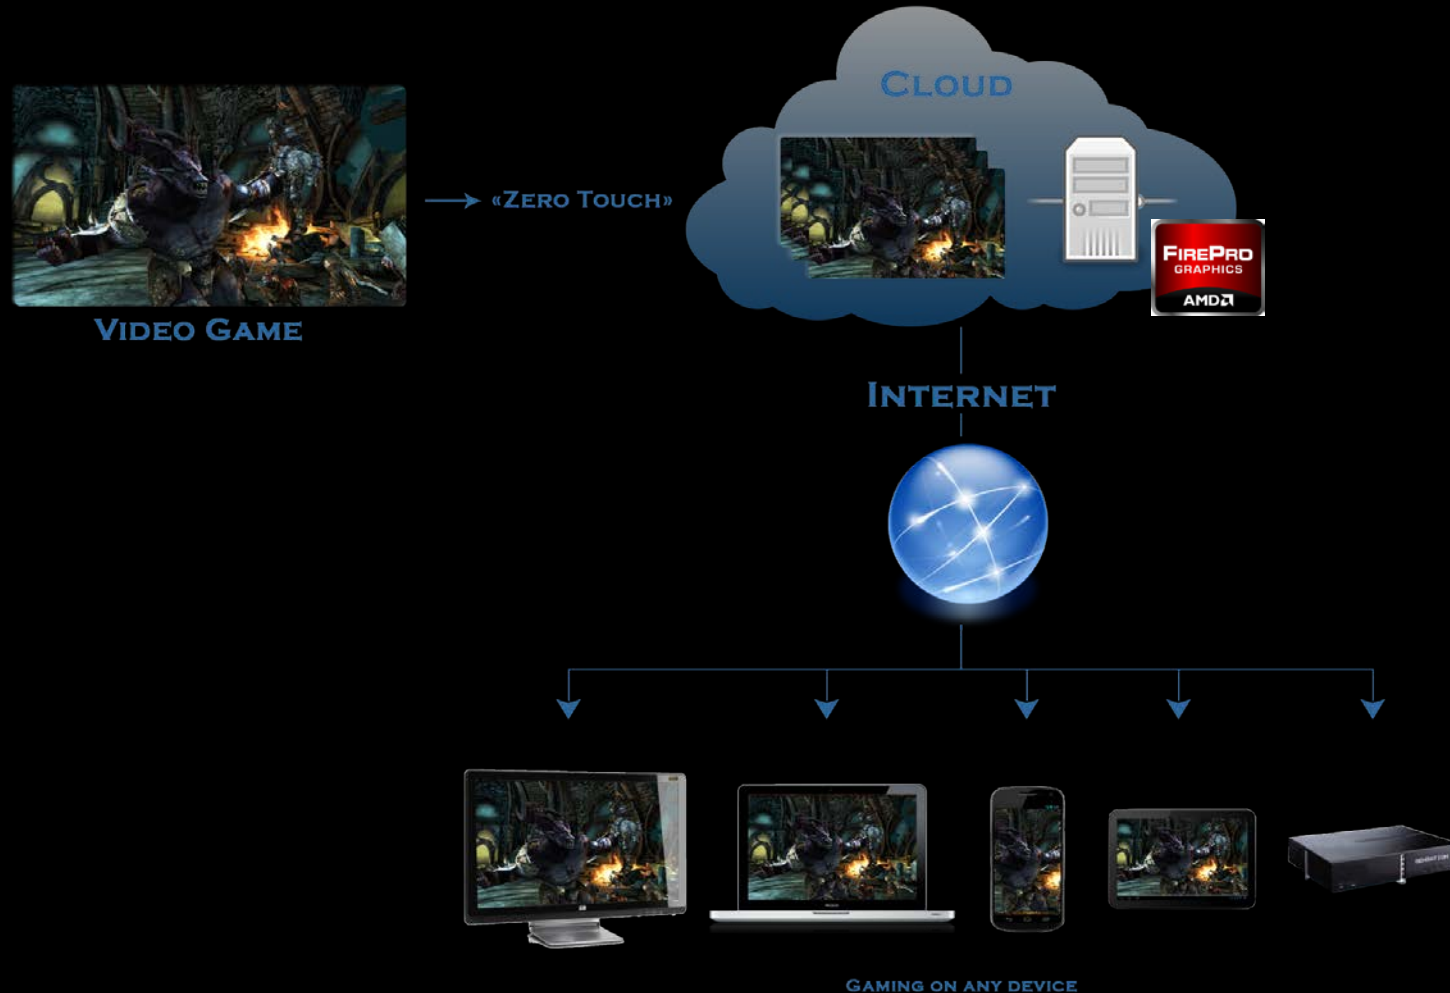 CLOUD
«ZERO TOUCH»
FIREPRO
GRAPHICS
AMD
VIDEO GAME
INTERNET
GAMING ON ANY DEVICE